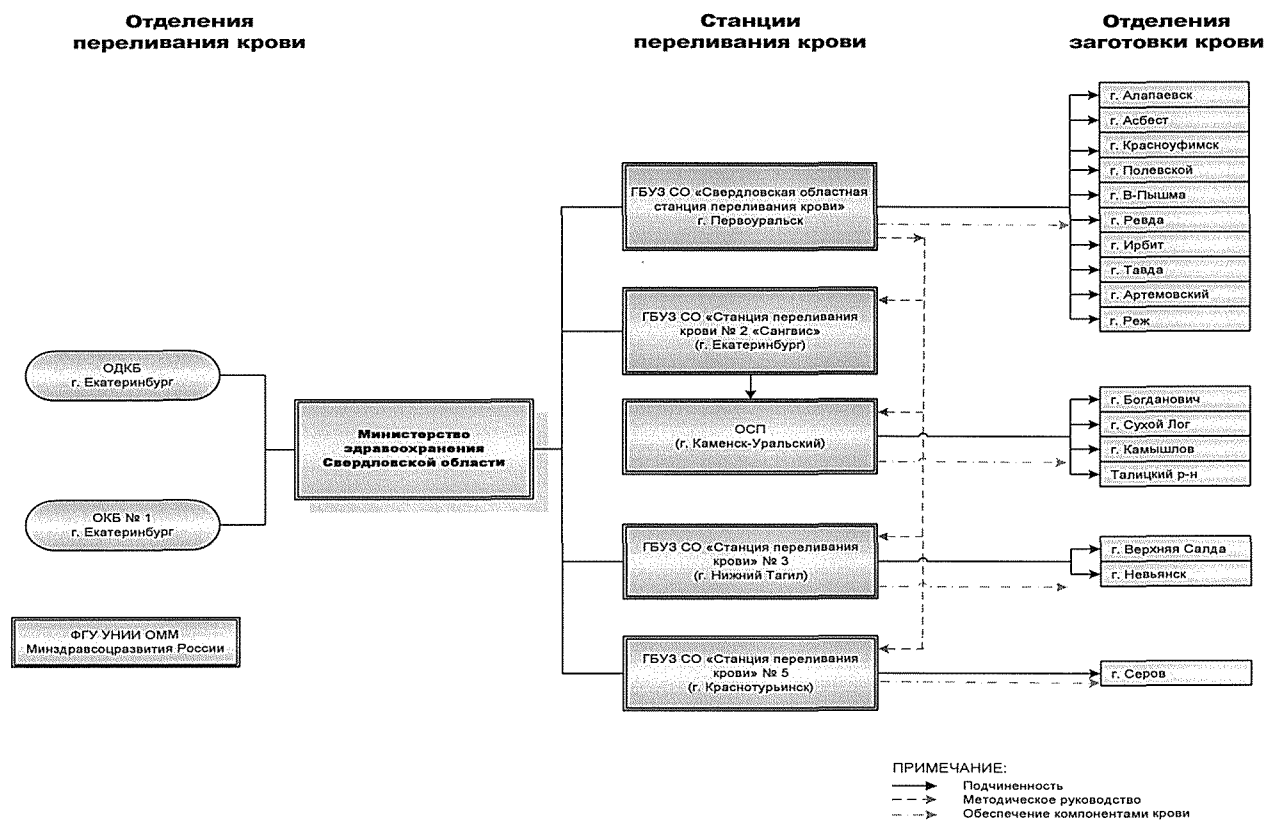 Отделения
переливания крови
Станции
переливания крови
Отделения
заготовки крови
ОДКБ
г. Екатеринбург
ОКБ № 1
г. Екатеринбург
ФГУ УНИИ ОММ
Минздравсоцразвития России
Министерство
здравоохранения
Свердловской области
ГБУЗ СО «Свердловская областная
станция переливания крови»
г. Первоуральск
ГБУЗ СО «Станция переливания
крови № 2 «Сангвис»
(г. Екатеринбург)
ОСП
(г. Каменск-Уральский)
ГБУЗ СО «Станция переливания
крови» № 3
(г. Нижний Тагил)
ГБУЗ СО «Станция переливания
крови» № 5
(г. Краснотурьинск)
г. Алапаевск
г. Асбест
г. Красноуфимск
г. Полевской
г. В-Пышма
г. Ревда
г. Ирбит
г. Тавда
г. Артемовский
г. Реж
г. Богданович
г. Сухой Лог
г. Камышлов
Талицкий р-н
г. Верхняя Салда
г. Невьянск
г. Серов
ПРИМЕЧАНИЕ:
Подчиненность
Методическое руководство
Обеспечение компонентами крови